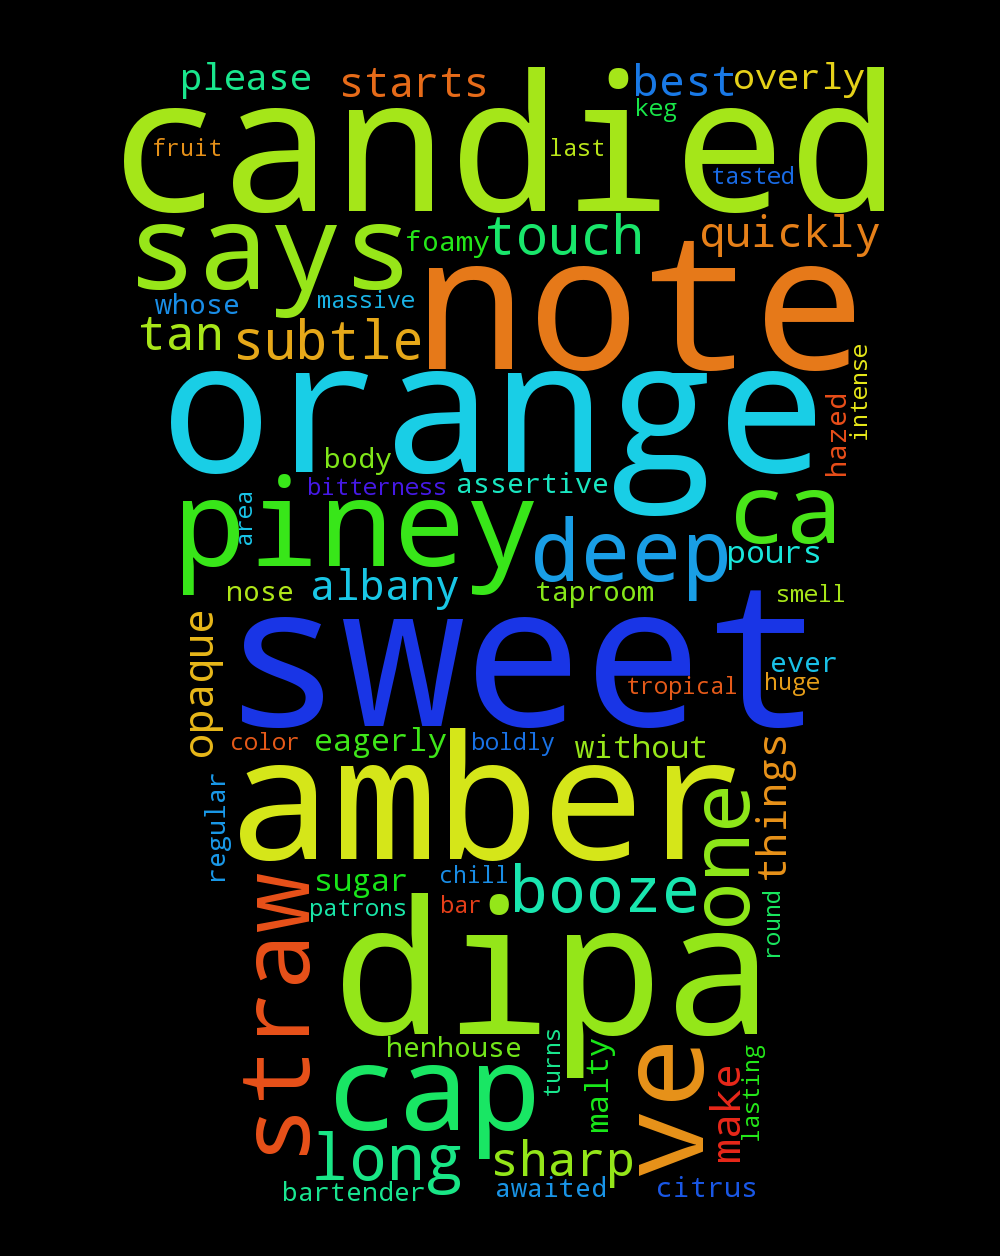 please starts best overly
candied
keg
fruit last
tasted
says foamy touch quickly
note
whose massive
tan subtle
orange
hazed intense
body
bitterness assertive
piney area ca
deep pours
nose albany taproom smell
sweet
opaque
ever
tropical huge
color eagerly boldly without
amber
things
regular
one
sugar chill booze
patrons bar
straw
dipa
round
henhouse
turns
cap
malty
ve
make
lasting
long sharp
bartender awaited citrus